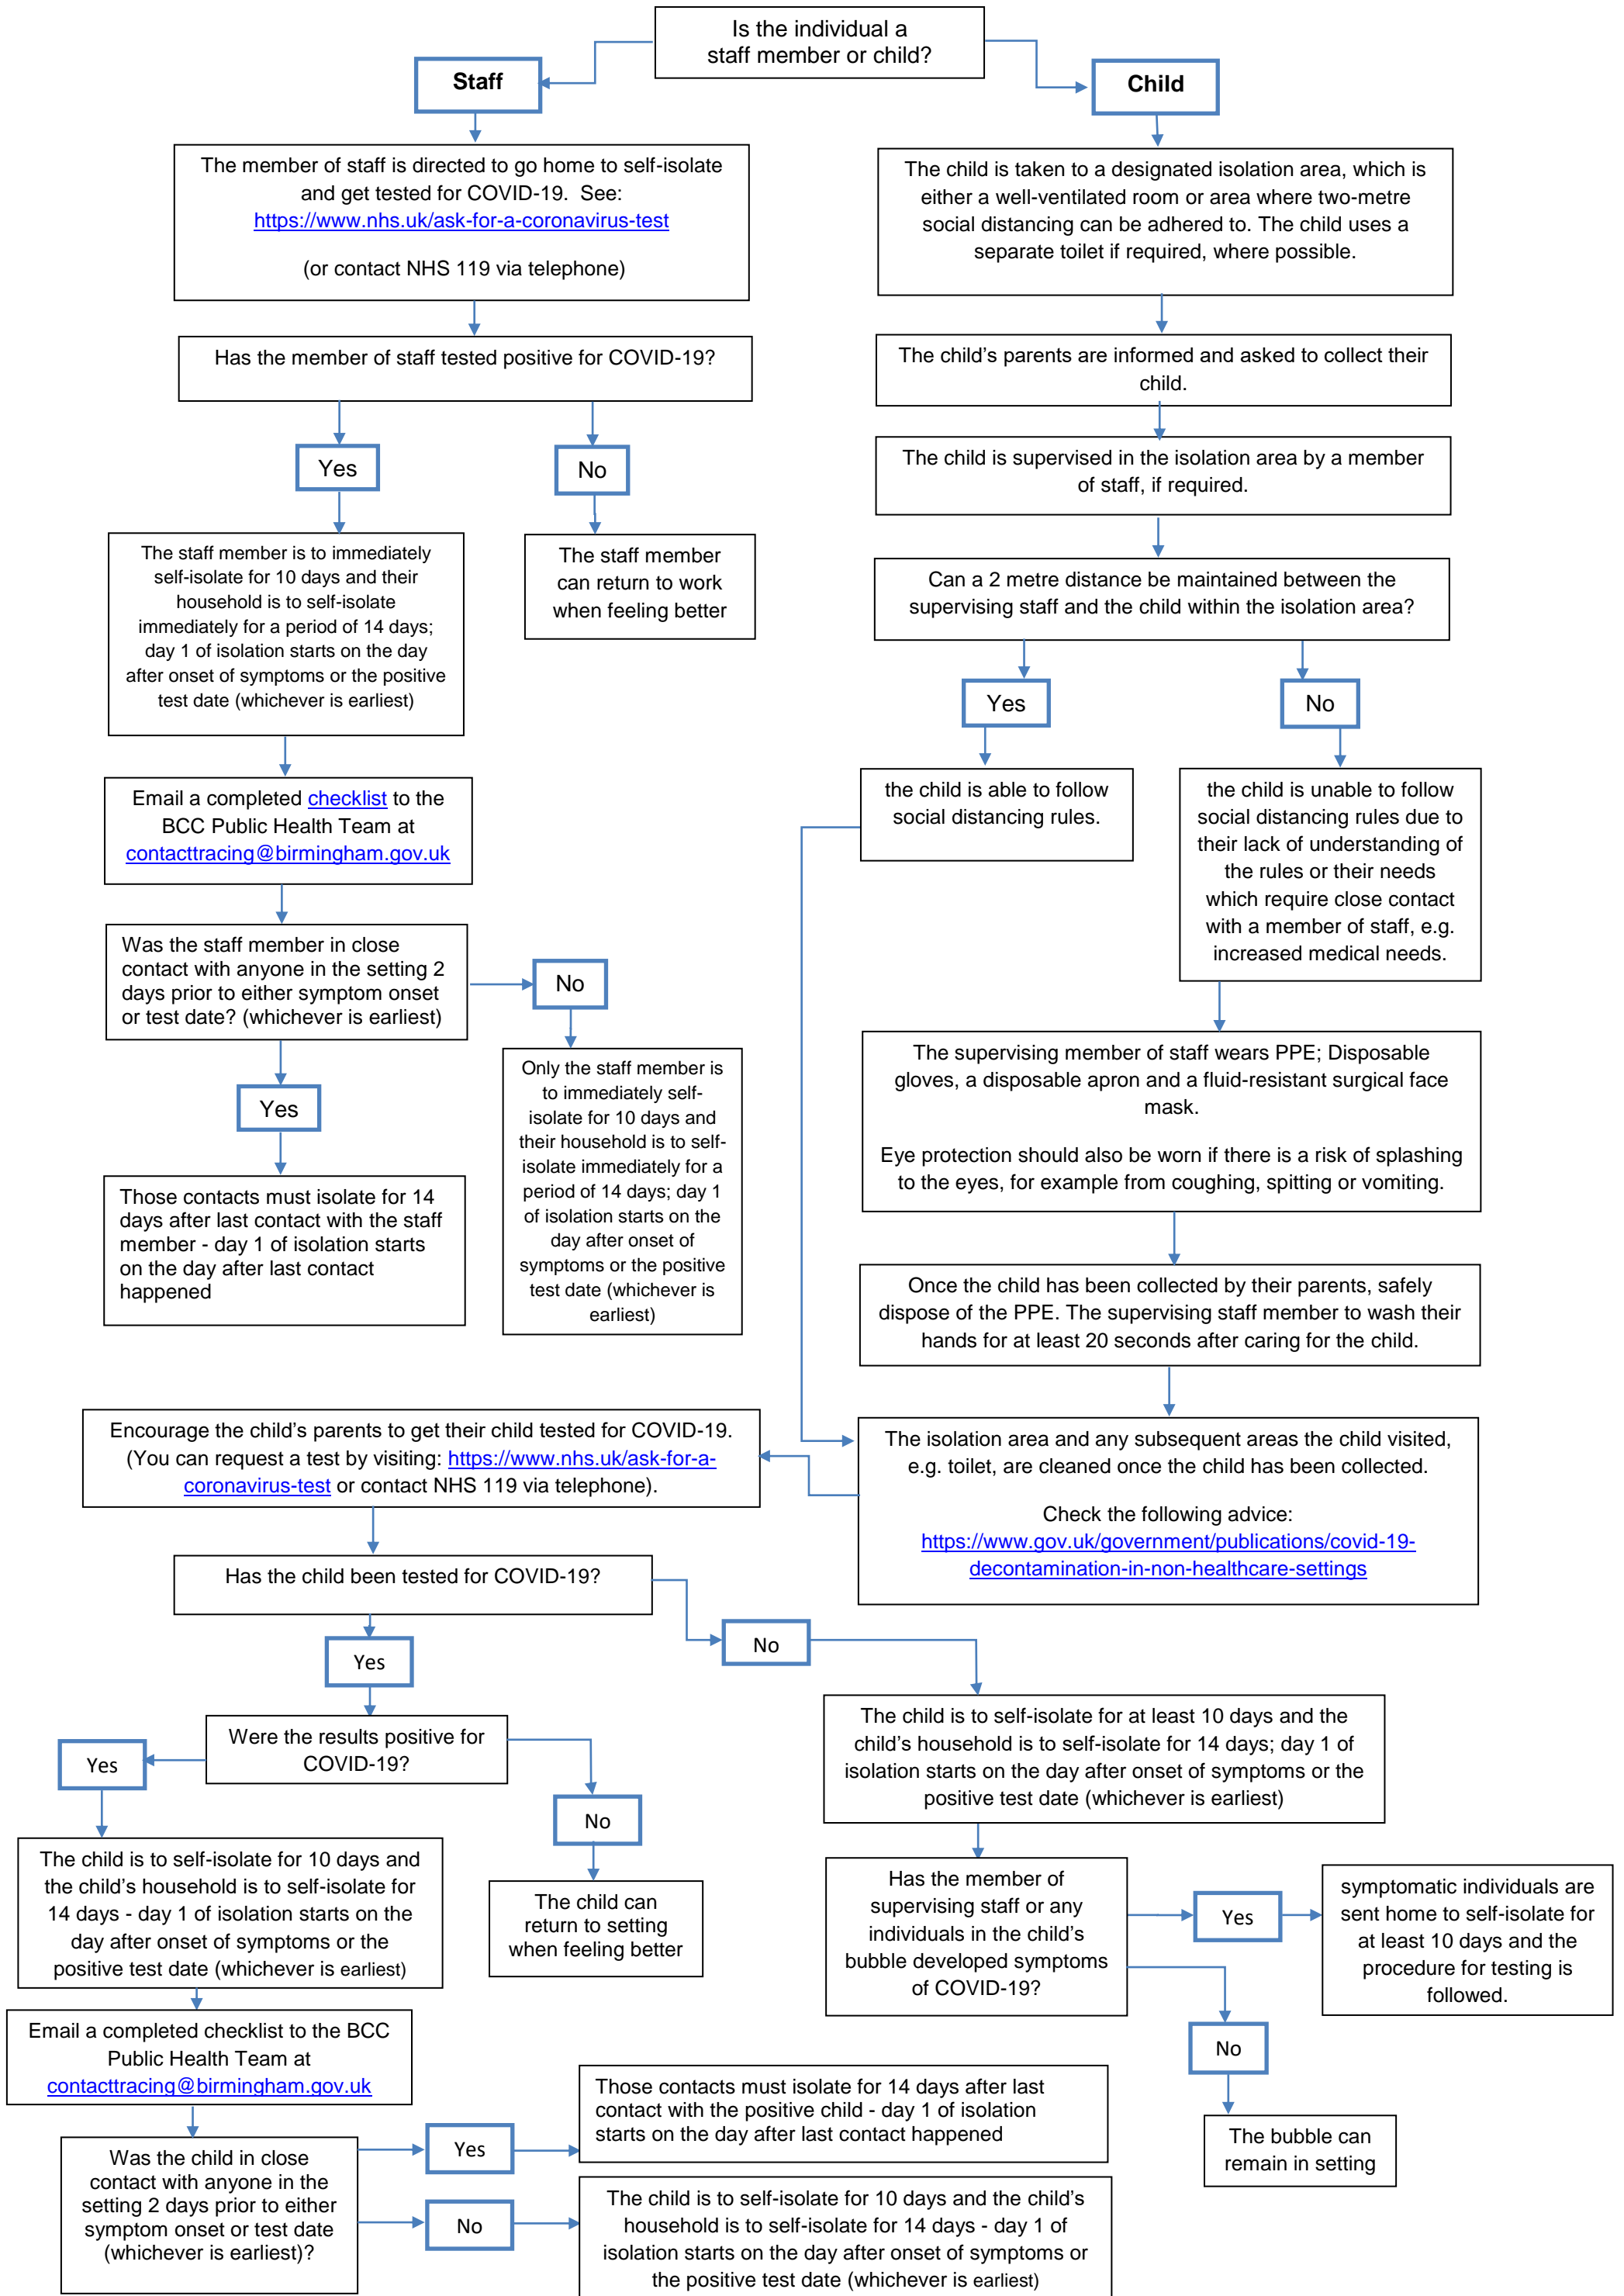 Is the individual a
staff member or child?
Staff
Child
The member of staff is directed to go home to self-isolate
and get tested for COVID-19.  See:
https://www.nhs.uk/ask-for-a-coronavirus-test
(or contact NHS 119 via telephone)
Has the member of staff tested positive for COVID-19?
Yes
No
The staff member is to immediately
self-isolate for 10 days and their
household is to self-isolate
immediately for a period of 14 days;
day 1 of isolation starts on the day
after onset of symptoms or the positive
test date (whichever is earliest)
The staff member
can return to work
when feeling better
Email a completed checklist to the
BCC Public Health Team at
contacttracing@birmingham.gov.uk
Was the staff member in close
contact with anyone in the setting 2
days prior to either symptom onset
or test date? (whichever is earliest)
No
Yes
Only the staff member is
to immediately self-
isolate for 10 days and
their household is to self-
isolate immediately for a
period of 14 days; day 1
of isolation starts on the
day after onset of
symptoms or the positive
test date (whichever is
earliest)
Those contacts must isolate for 14
days after last contact with the staff
member - day 1 of isolation starts
on the day after last contact
happened
The child is taken to a designated isolation area, which is
either a well-ventilated room or area where two-metre
social distancing can be adhered to. The child uses a
separate toilet if required, where possible.
The child's parents are informed and asked to collect their
child.
The child is supervised in the isolation area by a member
of staff, if required.
Can a 2 metre distance be maintained between the
supervising staff and the child within the isolation area?
Yes
No
the child is able to follow
social distancing rules.
the child is unable to follow
social distancing rules due to
their lack of understanding of
the rules or their needs
which require close contact
with a member of staff, e.g.
increased medical needs.
The supervising member of staff wears PPE; Disposable
gloves, a disposable apron and a fluid-resistant surgical face
mask.
Eye protection should also be worn if there is a risk of splashing
to the eyes, for example from coughing, spitting or vomiting.
Once the child has been collected by their parents, safely
dispose of the PPE. The supervising staff member to wash their
hands for at least 20 seconds after caring for the child.
The isolation area and any subsequent areas the child visited,
e.g. toilet, are cleaned once the child has been collected.
Check the following advice:
https://www.gov.uk/government/publications/covid-19-
decontamination-in-non-healthcare-settings
Encourage the child's parents to get their child tested for COVID-19.
(You can request a test by visiting: https://www.nhs.uk/ask-for-a-
coronavirus-test or contact NHS 119 via telephone).
Has the child been tested for COVID-19?
Yes
No
Were the results positive for
COVID-19?
Yes
No
The child is to self-isolate for 10 days and
the child's household is to self-isolate for
14 days - day 1 of isolation starts on the
day after onset of symptoms or the
positive test date (whichever is earliest)
The child can
return to setting
when feeling better
The child is to self-isolate for at least 10 days and the
child's household is to self-isolate for 14 days; day 1 of
isolation starts on the day after onset of symptoms or the
positive test date (whichever is earliest)
Has the member of
supervising staff or any
individuals in the child's
bubble developed symptoms
of COVID-19?
Yes
symptomatic individuals are
sent home to self-isolate for
at least 10 days and the
procedure for testing is
followed.
No
The bubble can
remain in setting
Email a completed checklist to the BCC
Public Health Team at
contacttracing@birmingham.gov.uk
Was the child in close
contact with anyone in the
setting 2 days prior to either
symptom onset or test date
(whichever is earliest)?
Yes
Those contacts must isolate for 14 days after last
contact with the positive child - day 1 of isolation
starts on the day after last contact happened
No
The child is to self-isolate for 10 days and the child's
household is to self-isolate for 14 days - day 1 of
isolation starts on the day after onset of symptoms or
the positive test date (whichever is earliest)